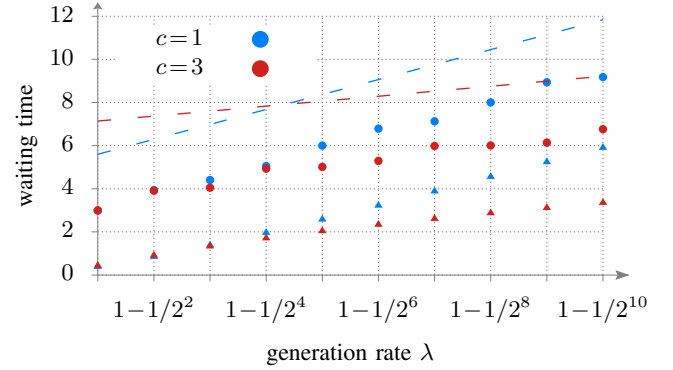 12
10
8
6
4
2
0
waiting time
c=1
c=3
1−1/2² 1−1/2⁴ 1−1/2⁶ 1−1/2⁸ 1−1/2¹⁰
generation rate λ